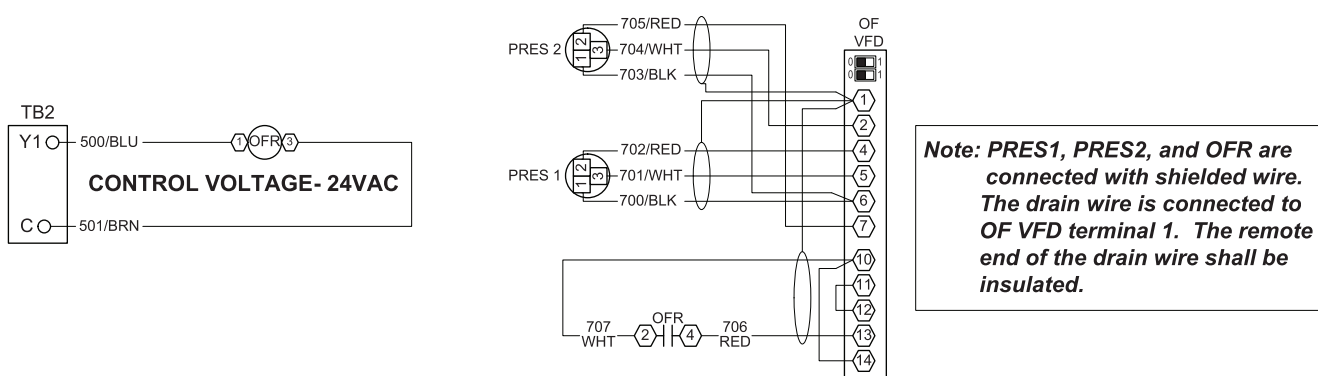 TB2
Y1
500/BLU
1
OFR
3
CONTROL VOLTAGE- 24VAC
C
501/BRN
PRES 2
1
2
3
705/RED
704/WHT
703/BLK
PRES 1
1
2
3
702/RED
701/WHT
700/BLK
707
WHT
2
OFR
4
706
RED
OF
VFD
0 1
0 1
1
2
4
5
6
7
10
11
12
13
14
Note: PRES1, PRES2, and OFR are
connected with shielded wire.
The drain wire is connected to
OF VFD terminal 1. The remote
end of the drain wire shall be
insulated.